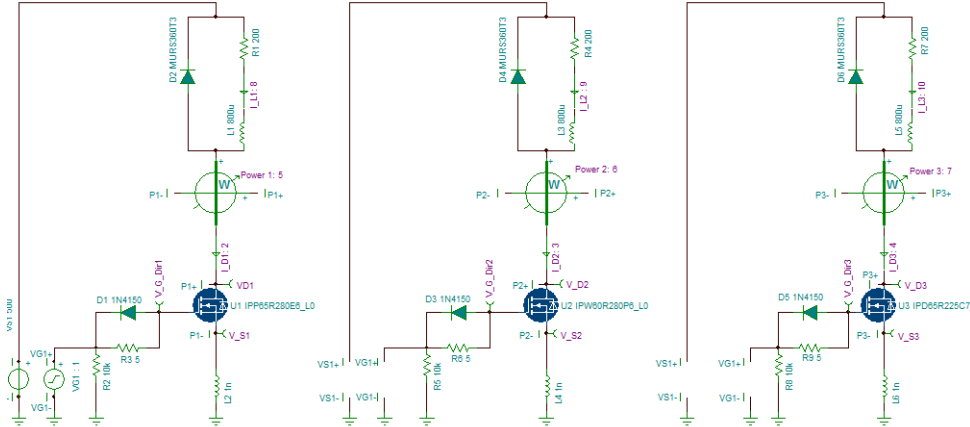 D2 MURS360T3
R1 200
I_L1: 8
L1 800u
W
Power 1: 5
P1-
P1+
+
I_D1: 2
V_G_Dir1
P1+
VD1
D1 1N4150
U1 IPP65R280E6_L0
P1-
V_S1
R3 5
R2 10k
L2 1n
VS1 500
VG1+
VG1 : 1
VG1-
D4 MURS360T3
R4 200
I_L2: 9
L3 800u
W
Power 2: 6
P2-
P2+
+
I_D2: 3
V_G_Dir2
P2+
V_D2
D3 1N4150
U2 IPW60R280P6_L0
P2-
V_S2
R6 5
R5 10k
L4 1n
VS1+
VG1+
VS1-
VG1-
D6 MURS360T3
R7 200
I_L3: 10
L5 800u
W
Power 3: 7
P3-
P3+
+
I_D3: 4
V_G_Dir3
P3+
V_D3
D5 1N4150
U3 IPD65R225C7
P3-
V_S3
R9 5
R8 10k
L6 1n
VS1+
VG1+
VS1-
VG1-